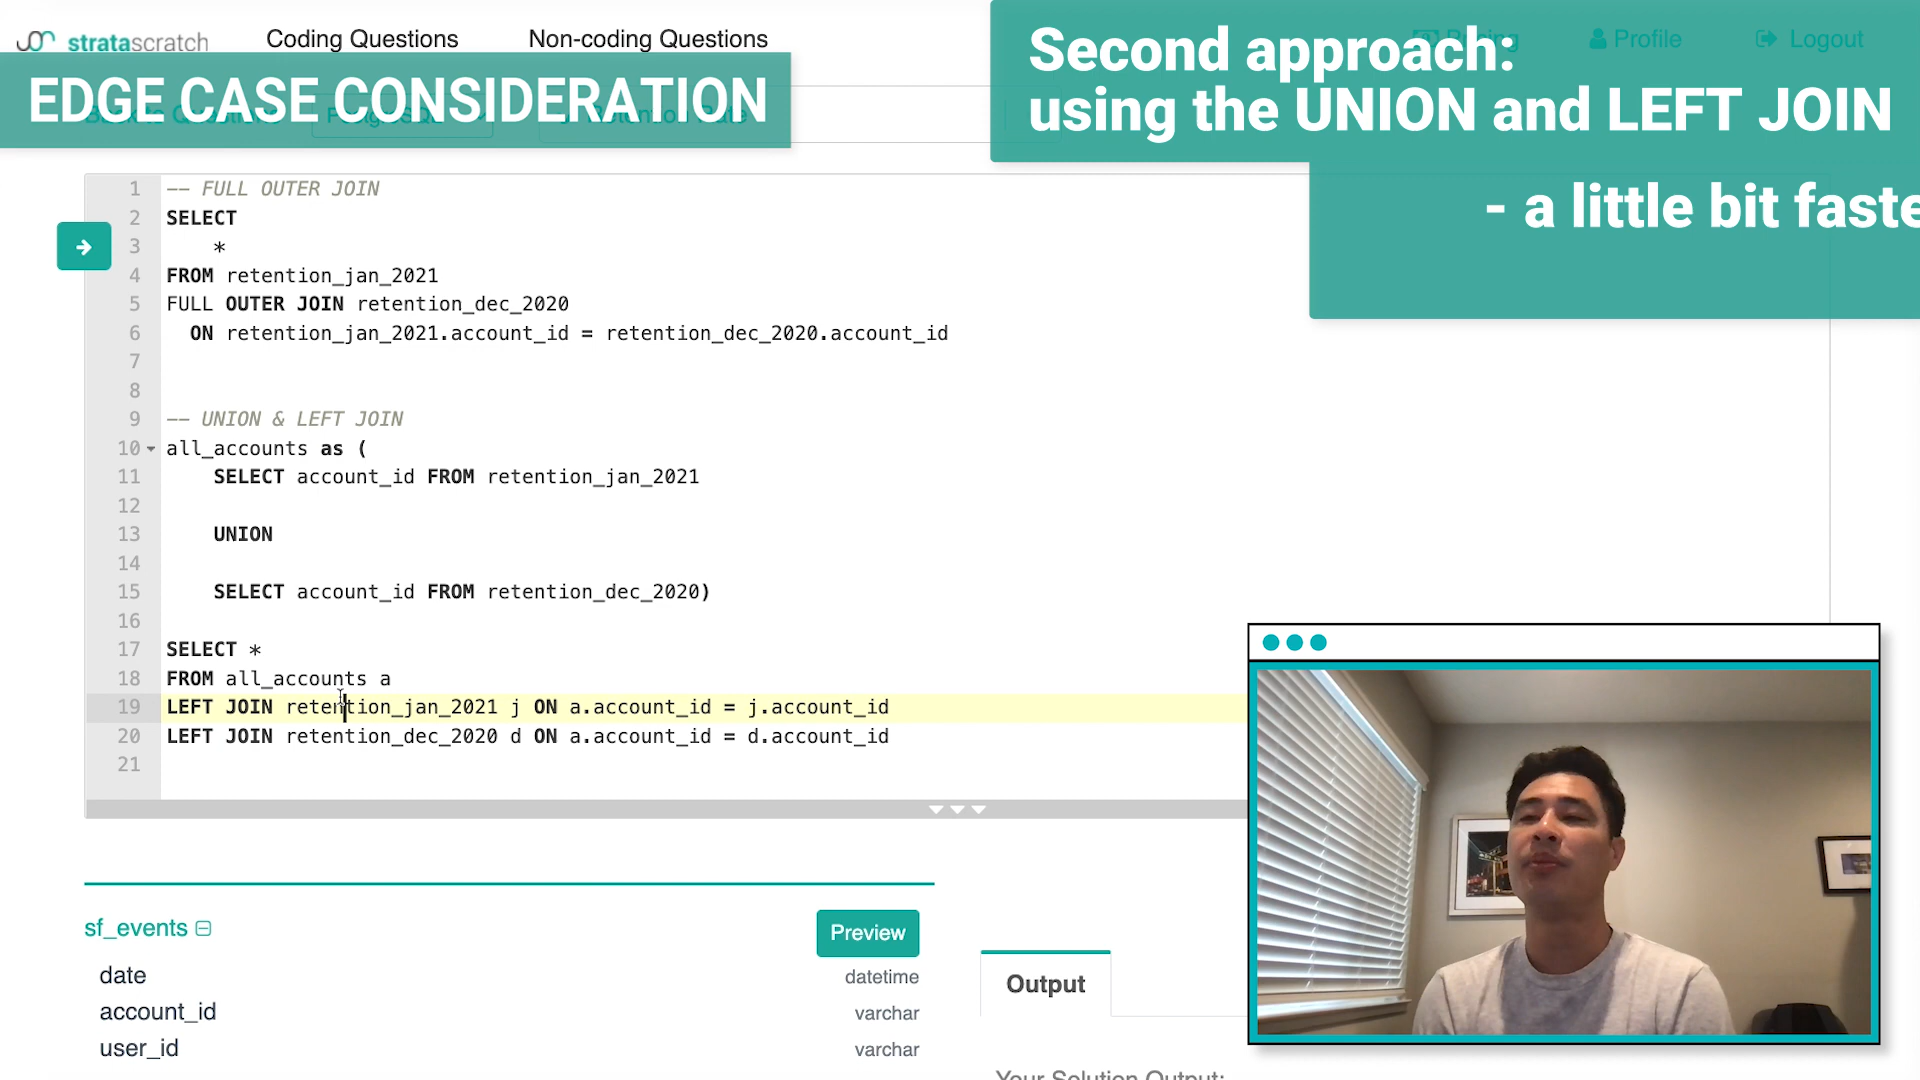 stratascratch
Coding Questions
Non-coding Questions
Pricing
Profile
Logout
EDGE CASE CONSIDERATION
Second approach:
using the UNION and LEFT JOIN
- a little bit faste
1 -- FULL OUTER JOIN
2 SELECT
3 *
4 FROM retention_jan_2021
5 FULL OUTER JOIN retention_dec_2020
6 ON retention_jan_2021.account_id = retention_dec_2020.account_id
7
8
9 -- UNION & LEFT JOIN
10 all_accounts as (
11 SELECT account_id FROM retention_jan_2021
12
13 UNION
14
15 SELECT account_id FROM retention_dec_2020)
16
17 SELECT *
18 FROM all_accounts a
19 LEFT JOIN retention_jan_2021 j ON a.account_id = j.account_id
20 LEFT JOIN retention_dec_2020 d ON a.account_id = d.account_id
21
sf_events
Preview
date datetime
account_id varchar
user_id varchar
Output
Your Solution Output: